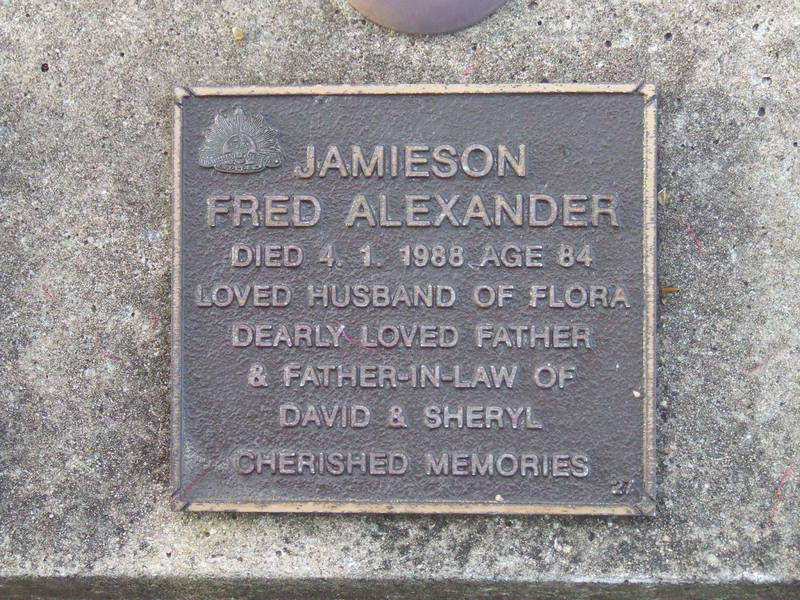 JAMIESON
FRED ALEXANDER
DIED 4. 1. 1988 AGE 84
LOVED HUSBAND OF FLORA
DEARLY LOVED FATHER
& FATHER-IN-LAW OF
DAVID & SHERYL
CHERISHED MEMORIES
27